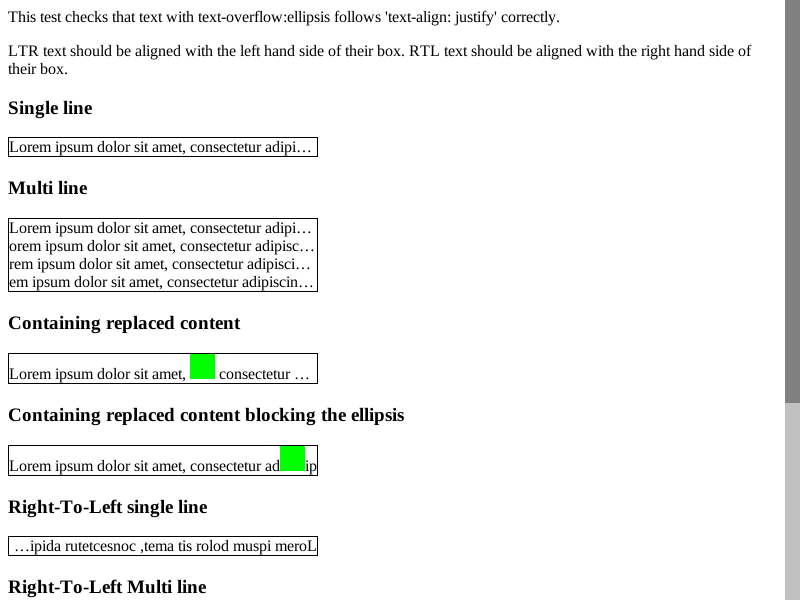 This test checks that text with text-overflow:ellipsis follows 'text-align: justify' correctly.
LTR text should be aligned with the left hand side of their box. RTL text should be aligned with the right hand side of
their box.
Single line
Lorem ipsum dolor sit amet, consectetur adipi…
Multi line
Lorem ipsum dolor sit amet, consectetur adipi…
orem ipsum dolor sit amet, consectetur adipisc…
rem ipsum dolor sit amet, consectetur adipisci…
em ipsum dolor sit amet, consectetur adipiscin…
Containing replaced content
Lorem ipsum dolor sit amet, consectetur …
Containing replaced content blocking the ellipsis
Lorem ipsum dolor sit amet, consectetur ad ip
Right-To-Left single line
…ipida rutetcesnoc ,tema tis rolod muspi meroL
Right-To-Left Multi line